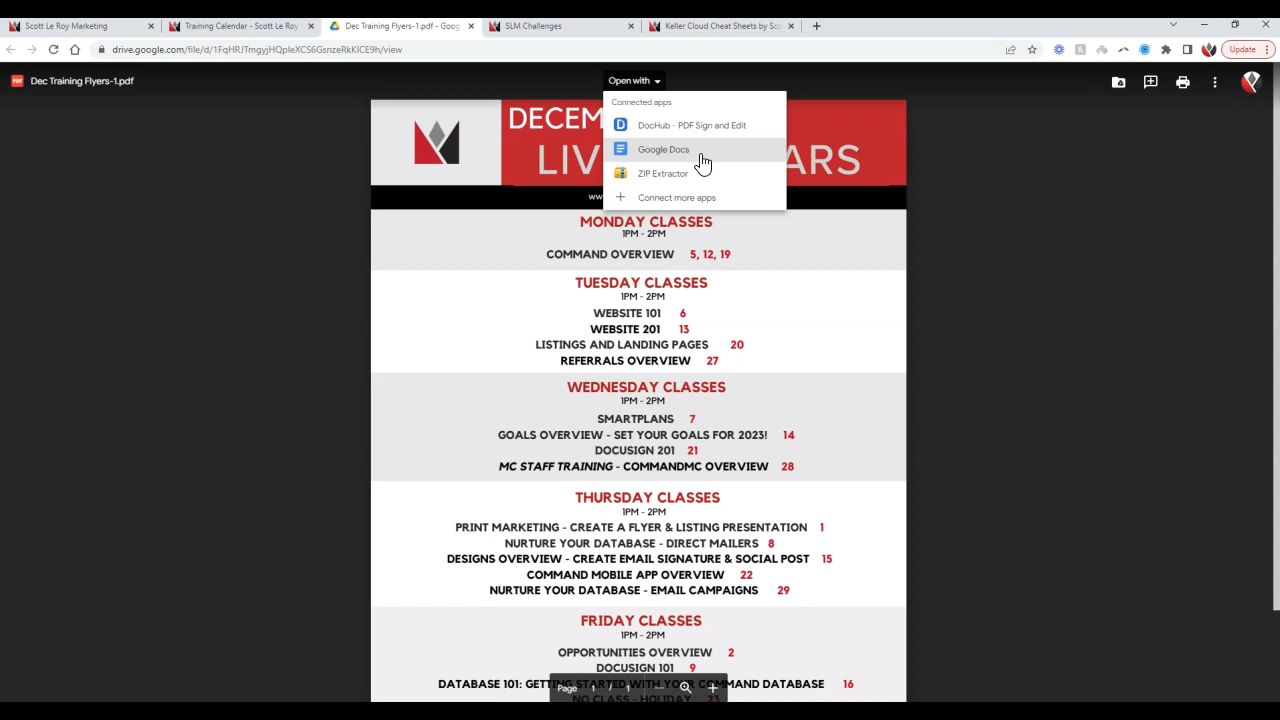 Scott Le Roy Marketing
Training Calendar - Scott Le Roy
Dec Training Flyers-1.pdf - Goog
SLM Challenges
Keller Cloud Cheat Sheets by Sco
drive.google.com/file/d/1FqHRJTmgyjHQpleXCS6GsnzeRkKICE9h/view
Update
PDF
Dec Training Flyers-1.pdf
Open with
Connected apps
DocHub - PDF Sign and Edit
Google Docs
ZIP Extractor
Connect more apps
DECEM
LIV ARS
ww
MONDAY CLASSES
1PM - 2PM
COMMAND OVERVIEW 5, 12, 19
TUESDAY CLASSES
1PM - 2PM
WEBSITE 101 6
WEBSITE 201 13
LISTINGS AND LANDING PAGES 20
REFERRALS OVERVIEW 27
WEDNESDAY CLASSES
1PM - 2PM
SMARTPLANS 7
GOALS OVERVIEW - SET YOUR GOALS FOR 2023! 14
DOCUSIGN 201 21
MC STAFF TRAINING - COMMANDMC OVERVIEW 28
THURSDAY CLASSES
1PM - 2PM
PRINT MARKETING - CREATE A FLYER & LISTING PRESENTATION 1
NURTURE YOUR DATABASE - DIRECT MAILERS 8
DESIGNS OVERVIEW - CREATE EMAIL SIGNATURE & SOCIAL POST 15
COMMAND MOBILE APP OVERVIEW 22
NURTURE YOUR DATABASE - EMAIL CAMPAIGNS 29
FRIDAY CLASSES
1PM - 2PM
OPPORTUNITIES OVERVIEW 2
DOCUSIGN 101 9
DATABASE 101: GETTING STARTED WITH YOUR COMMAND DATABASE 16
Page 1 / 1
NO CLASS - HOLIDAY 23